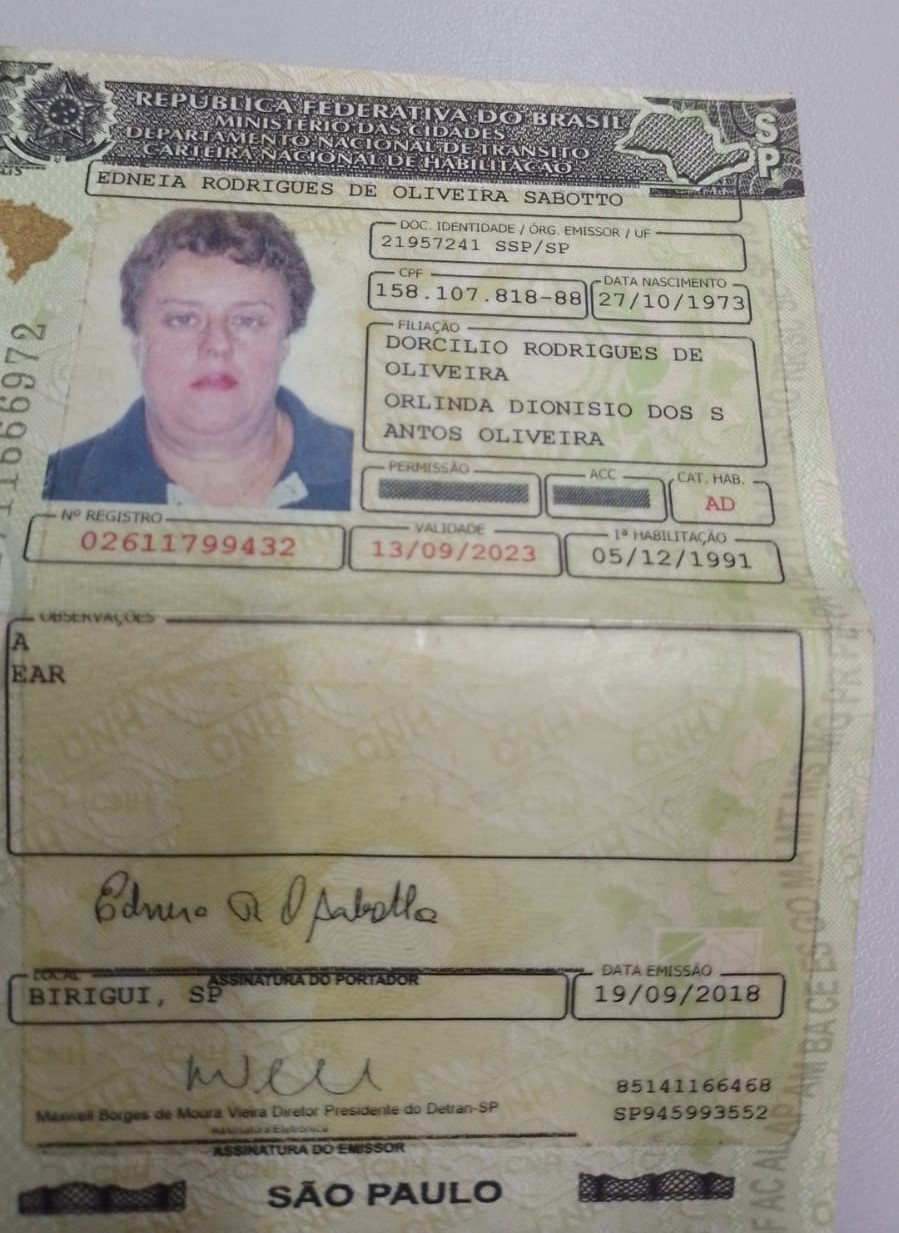 REPÚBLICA FEDERATIVA DO BRASIL
MINISTÉRIO DAS CIDADES
DEPARTAMENTO NACIONAL DE TRÂNSITO
CARTEIRA NACIONAL DE HABILITAÇÃO
SP
EDNEIA RODRIGUES DE OLIVEIRA SABOTTO
DOC. IDENTIDADE / ÓRG. EMISSOR / UF
21957241 SSP/SP
CPF
158.107.818-88
DATA NASCIMENTO
27/10/1973
FILIAÇÃO
DORCILIO RODRIGUES DE
OLIVEIRA
ORLINDA DIONISIO DOS S
ANTOS OLIVEIRA
PERMISSÃO
ACC
CAT. HAB.
AD
Nº REGISTRO
02611799432
VALIDADE
13/09/2023
1ª HABILITAÇÃO
05/12/1991
OBSERVAÇÕES
A
EAR
Edneia R O Sabotto
ASSINATURA DO PORTADOR
LOCAL
BIRIGUI, SP
DATA EMISSÃO
19/09/2018
Maxwell Borges de Moura Vieira Diretor Presidente do Detran-SP
Assinatura Eletrônica
ASSINATURA DO EMISSOR
85141166468
SP945993552
SÃO PAULO